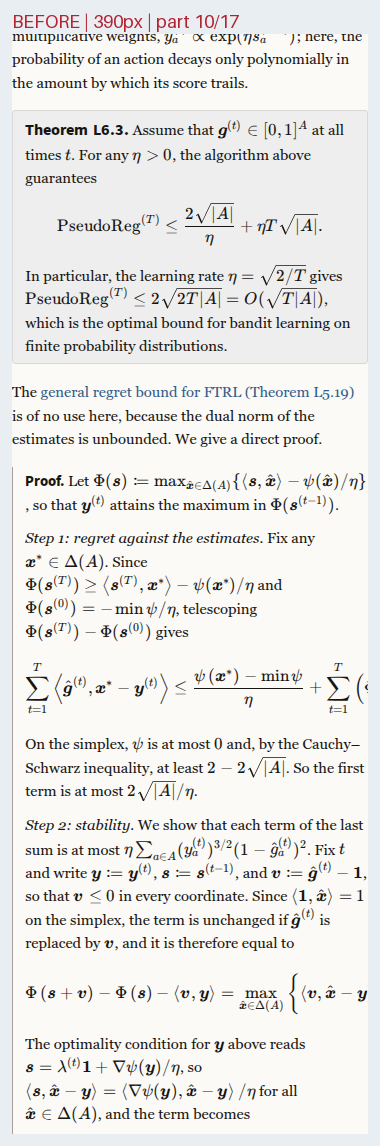 BEFORE | 390px | part 10/17
multiplicative weights, y_a ∝ exp(ηs_a); here, the
probability of an action decays only polynomially in
the amount by which its score trails.
Theorem L6.3. Assume that g^(t) ∈ [0, 1]^A at all
times t. For any η > 0, the algorithm above
guarantees
PseudoReg^(T) ≤ 2√|A| / η + ηT√|A|.
In particular, the learning rate η = √2/T gives
PseudoReg^(T) ≤ 2√2T|A| = O(√T|A|),
which is the optimal bound for bandit learning on
finite probability distributions.
The general regret bound for FTRL (Theorem L5.19)
is of no use here, because the dual norm of the
estimates is unbounded. We give a direct proof.
Proof. Let Φ(s) := max_{x̂∈Δ(A)}{⟨s, x̂⟩ − ψ(x̂)/η}
, so that y^(t) attains the maximum in Φ(s^(t−1)).
Step 1: regret against the estimates. Fix any
x* ∈ Δ(A). Since
Φ(s^(T)) ≥ ⟨s^(T), x*⟩ − ψ(x*)/η and
Φ(s^(0)) = − min ψ/η, telescoping
Φ(s^(T)) − Φ(s^(0)) gives
∑_{t=1}^T ⟨ĝ^(t), x* − y^(t)⟩ ≤ (ψ(x*) − min ψ) / η + ∑_{t=1}^T (
On the simplex, ψ is at most 0 and, by the Cauchy–
Schwarz inequality, at least 2 − 2√|A|. So the first
term is at most 2√|A|/η.
Step 2: stability. We show that each term of the last
sum is at most η∑_{a∈A}(y_a^(t))^{3/2}(1 − ĝ_a^(t))^2. Fix t
and write y := y^(t), s := s^(t−1), and v := ĝ^(t) − 1,
so that v ≤ 0 in every coordinate. Since ⟨1, x̂⟩ = 1
on the simplex, the term is unchanged if ĝ^(t) is
replaced by v, and it is therefore equal to
Φ(s + v) − Φ(s) − ⟨v, y⟩ = max_{x̂∈Δ(A)} {⟨v, x̂ − y
The optimality condition for y above reads
s = λ^(t)1 + ∇ψ(y)/η, so
⟨s, x̂ − y⟩ = ⟨∇ψ(y), x̂ − y⟩/η for all
x̂ ∈ Δ(A), and the term becomes